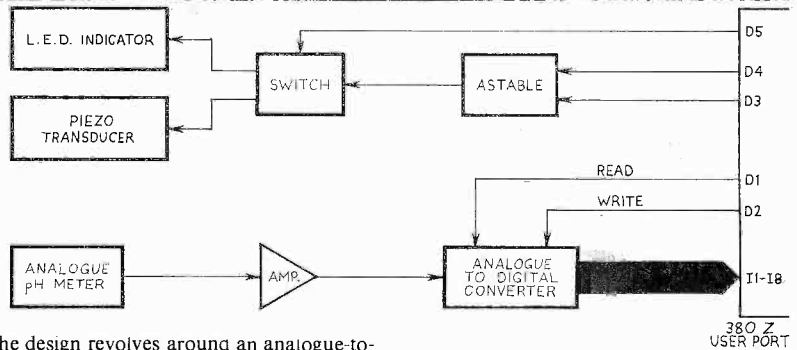 L.E.D. INDICATOR
PIEZO
TRANSDUCER
SWITCH
ASTABLE
D5
D4
D3
READ
D1
WRITE
D2
ANALOGUE
pH METER
AMP.
ANALOGUE
TO DIGITAL
CONVERTER
I1-I8
380 Z
USER PORT
he design revolves around an analogue-to-